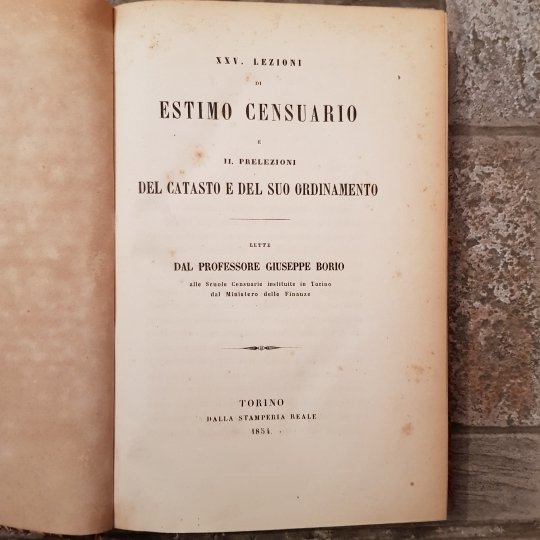 XXV. LEZIONI
DI
ESTIMO CENSUARIO
E
II. PRELEZIONI
DEL CATASTO E DEL SUO ORDINAMENTO
LETTE
DAL PROFESSORE GIUSEPPE BORIO
alle Scuole Censuarie instituite in Torino
dal Ministero delle Finanze
TORINO
DALLA STAMPERIA REALE
1854.